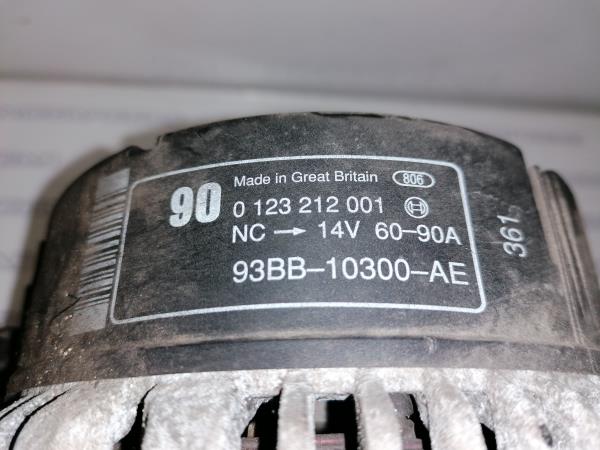 Made in Great Britain 806
90 0 123 212 001
NC → 14V 60–90A
93BB–10300–AE
361